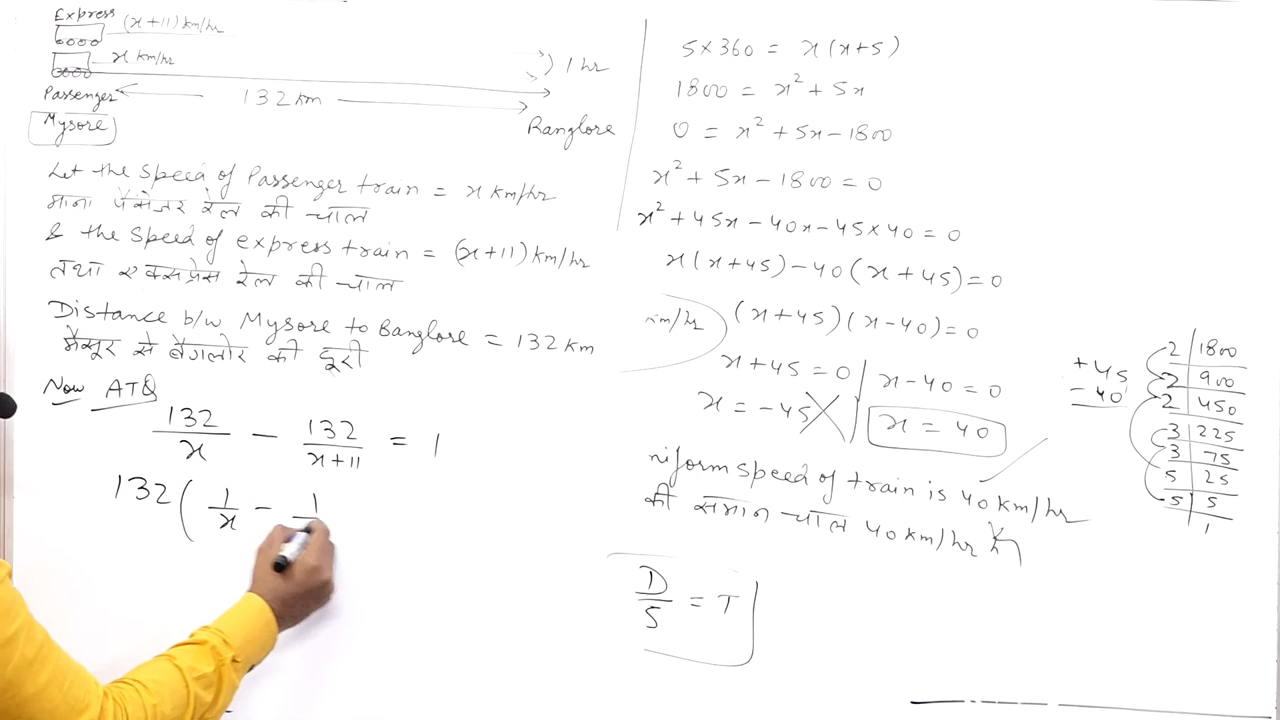 Express
(x+11) km/hr
x km/hr
) 1 hr
Passenger
132 km
Mysore
Banglore
Let the speed of Passenger train = x km/hr
माना पैसेंजर रेल की चाल
& the speed of express train = (x+11) km/hr
तथा एक्सप्रेस रेल की चाल
Distance b/w Mysore to Banglore = 132 km
मैसूर से बैंगलोर की दूरी
Now ATQ
132/x - 132/x+11 = 1
132 ( 1/x - 1
5×360 = x(x+5)
1800 = x² + 5x
0 = x² + 5x - 1800
x² + 5x - 1800 = 0
x² + 45x - 40x - 45×40 = 0
x(x+45) - 40(x+45) = 0
km/hr
(x+45)(x-40) = 0
x+45 = 0 | x-40 = 0
x = -45 | x = 40
niform speed of train is 40 km/hr
की समान चाल 40 km/hr है
D/S = T
+45
-40
2 | 1800
2 | 900
2 | 450
3 | 225
3 | 75
5 | 25
5 | 5
1